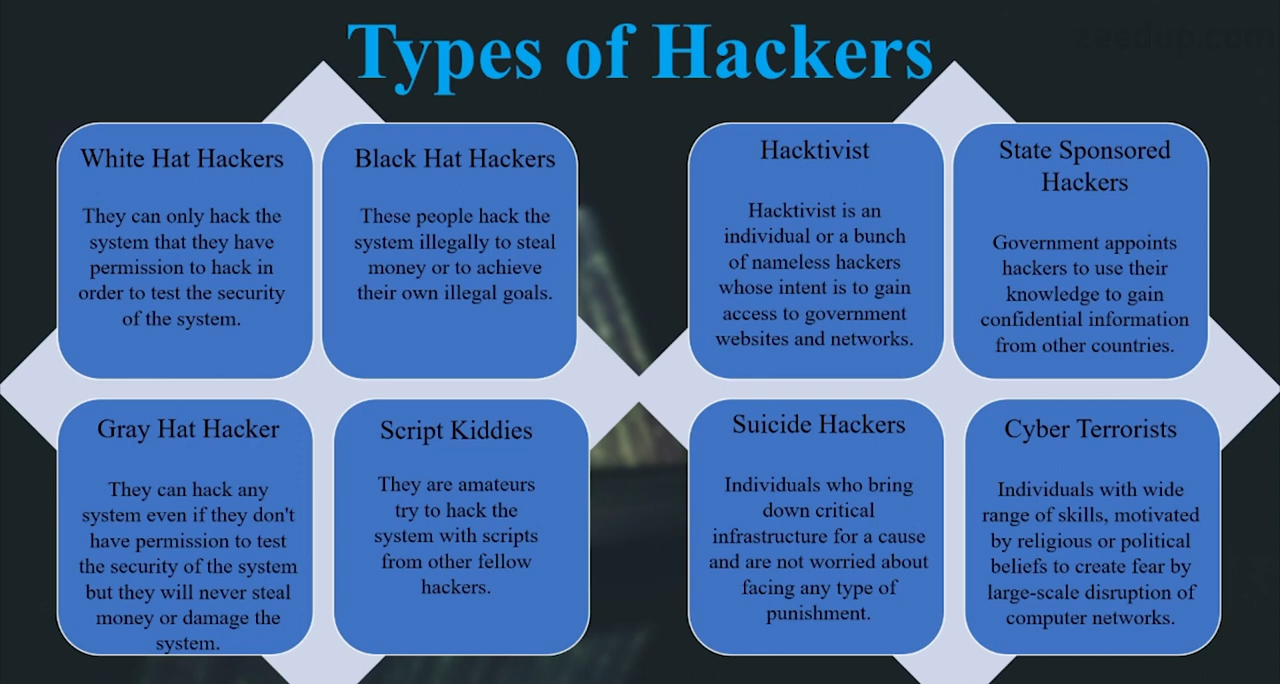 Types of Hackers
zaedup.com
White Hat Hackers
They can only hack the
system that they have
permission to hack in
order to test the security
of the system.
Black Hat Hackers
These people hack the
system illegally to steal
money or to achieve
their own illegal goals.
Hacktivist
Hacktivist is an
individual or a bunch
of nameless hackers
whose intent is to gain
access to government
websites and networks.
State Sponsored
Hackers
Government appoints
hackers to use their
knowledge to gain
confidential information
from other countries.
Gray Hat Hacker
They can hack any
system even if they don't
have permission to test
the security of the system
but they will never steal
money or damage the
system.
Script Kiddies
They are amateurs
try to hack the
system with scripts
from other fellow
hackers.
Suicide Hackers
Individuals who bring
down critical
infrastructure for a cause
and are not worried about
facing any type of
punishment.
Cyber Terrorists
Individuals with wide
range of skills, motivated
by religious or political
beliefs to create fear by
large-scale disruption of
computer networks.